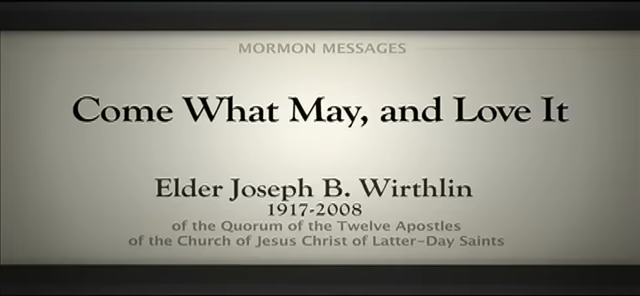 MORMON MESSAGES
Come What May, and Love It
Elder Joseph B. Wirthlin
1917-2008
of the Quorum of the Twelve Apostles
of the Church of Jesus Christ of Latter-Day Saints